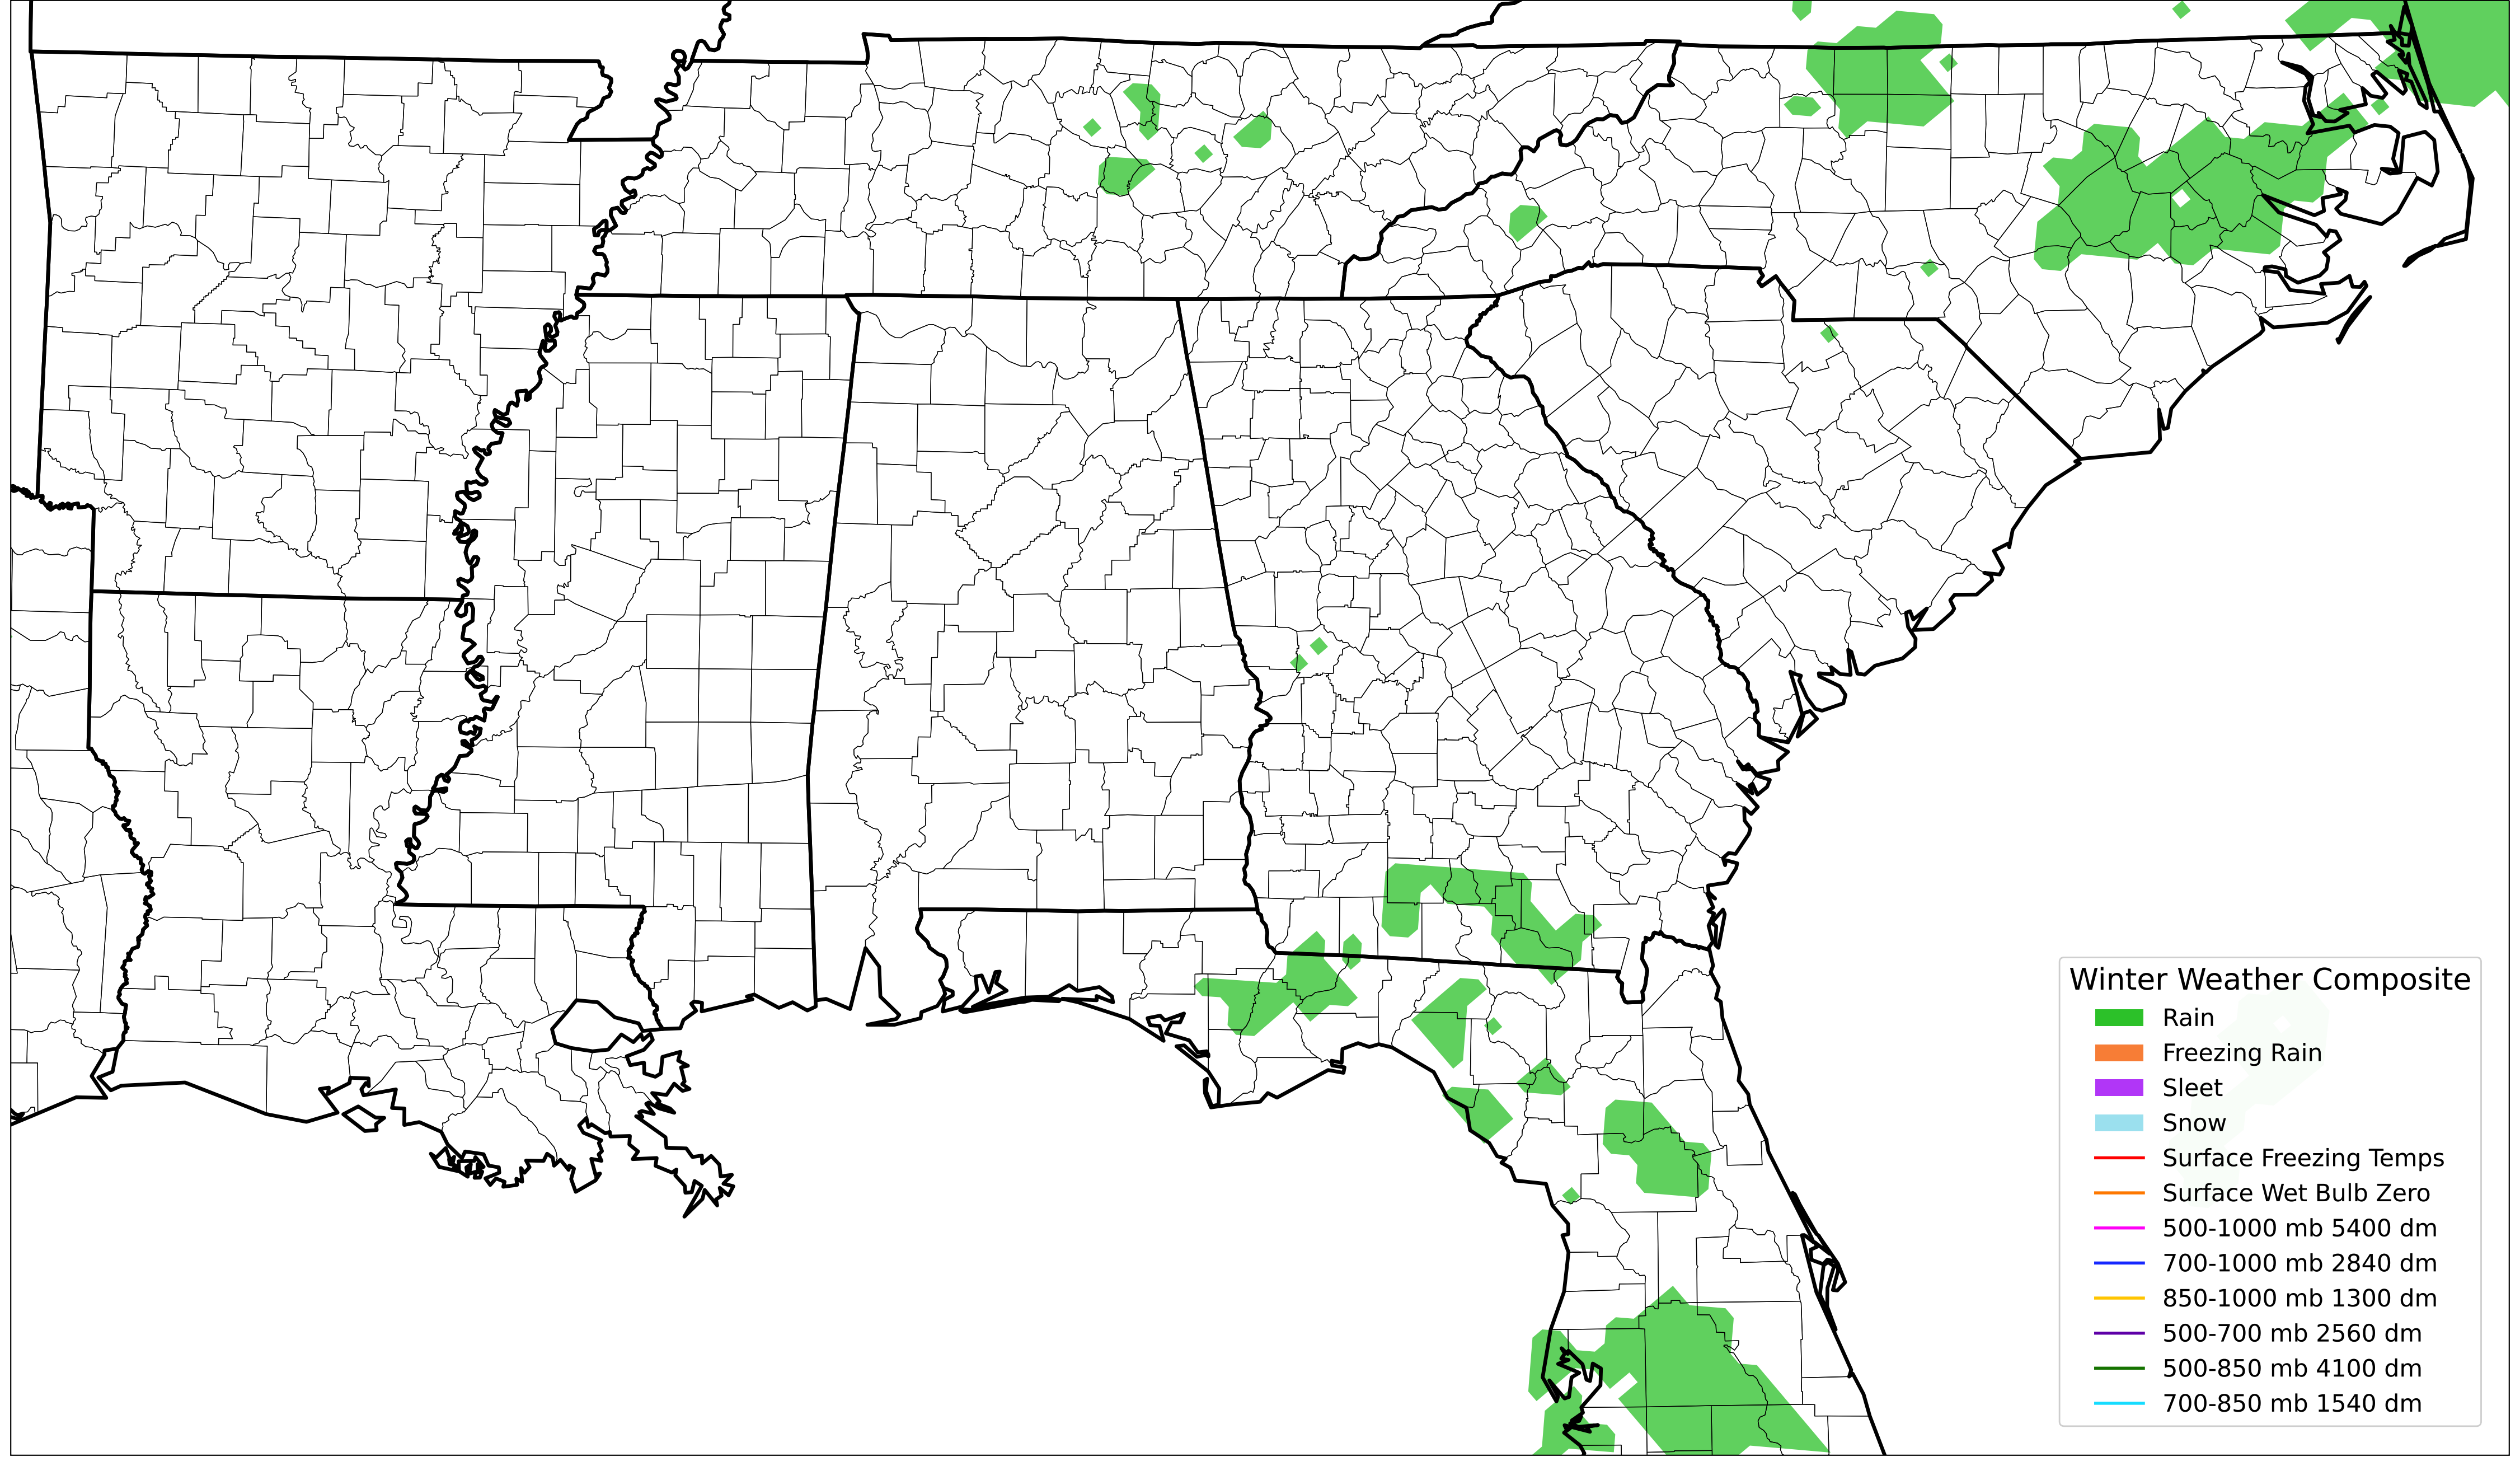 Winter Weather Composite
Rain
Freezing Rain
Sleet
Snow
Surface Freezing Temps
Surface Wet Bulb Zero
500-1000 mb 5400 dm
700-1000 mb 2840 dm
850-1000 mb 1300 dm
500-700 mb 2560 dm
500-850 mb 4100 dm
700-850 mb 1540 dm